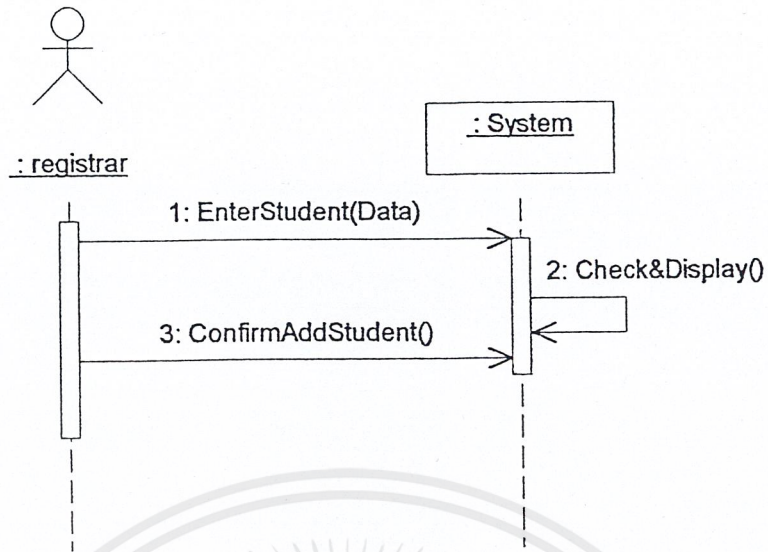 : System
: registrar
1: EnterStudent(Data)
2: Check&Display()
3: ConfirmAddStudent()